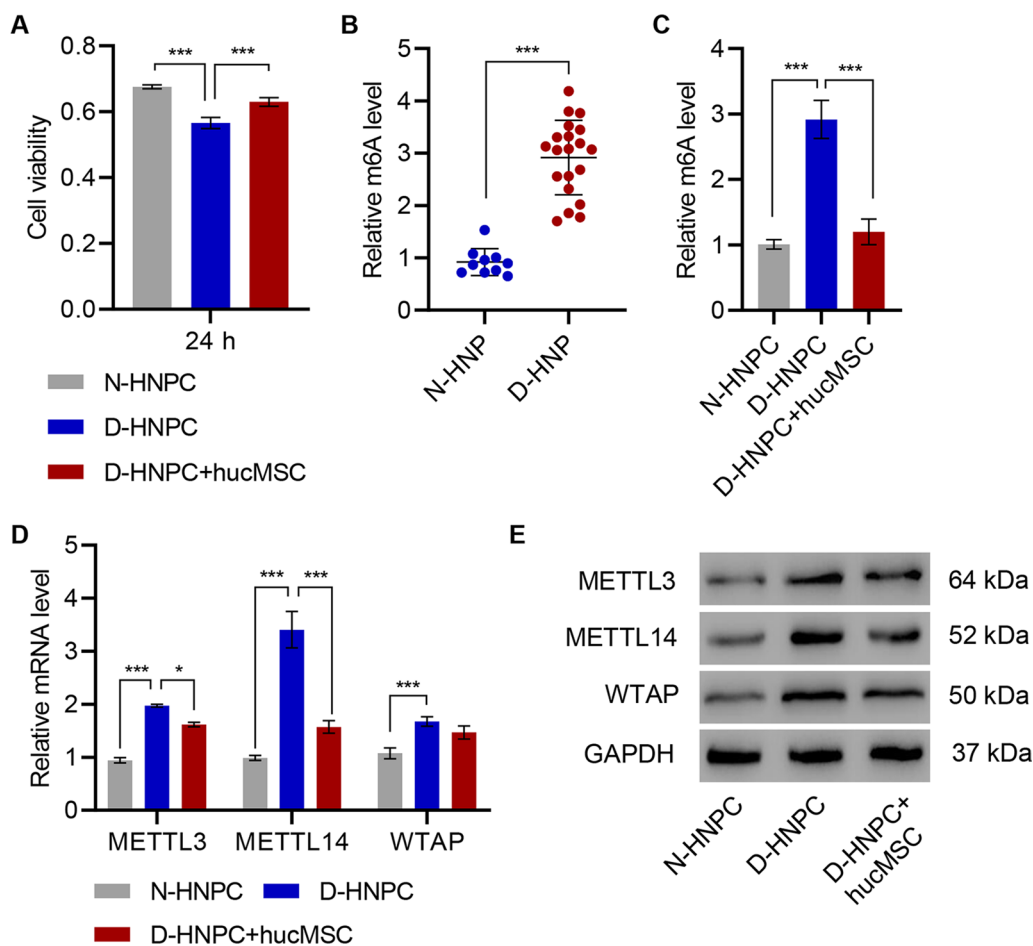 A
Cell viability
0.8
0.6
0.4
0.2
0.0
***
***
24 h
N-HNPC
D-HNPC
D-HNPC+hucMSC
B
Relative m6A level
5
4
3
2
1
0
***
N-HNP
D-HNP
C
Relative m6A level
4
3
2
1
0
***
***
N-HNPC
D-HNPC
D-HNPC+hucMSC
D
Relative mRNA level
5
4
3
2
1
0
***
*
***
***
***
METTL3
METTL14
WTAP
N-HNPC
D-HNPC
D-HNPC+hucMSC
E
METTL3
64 kDa
METTL14
52 kDa
WTAP
50 kDa
GAPDH
37 kDa
N-HNPC
D-HNPC
D-HNPC+
hucMSC